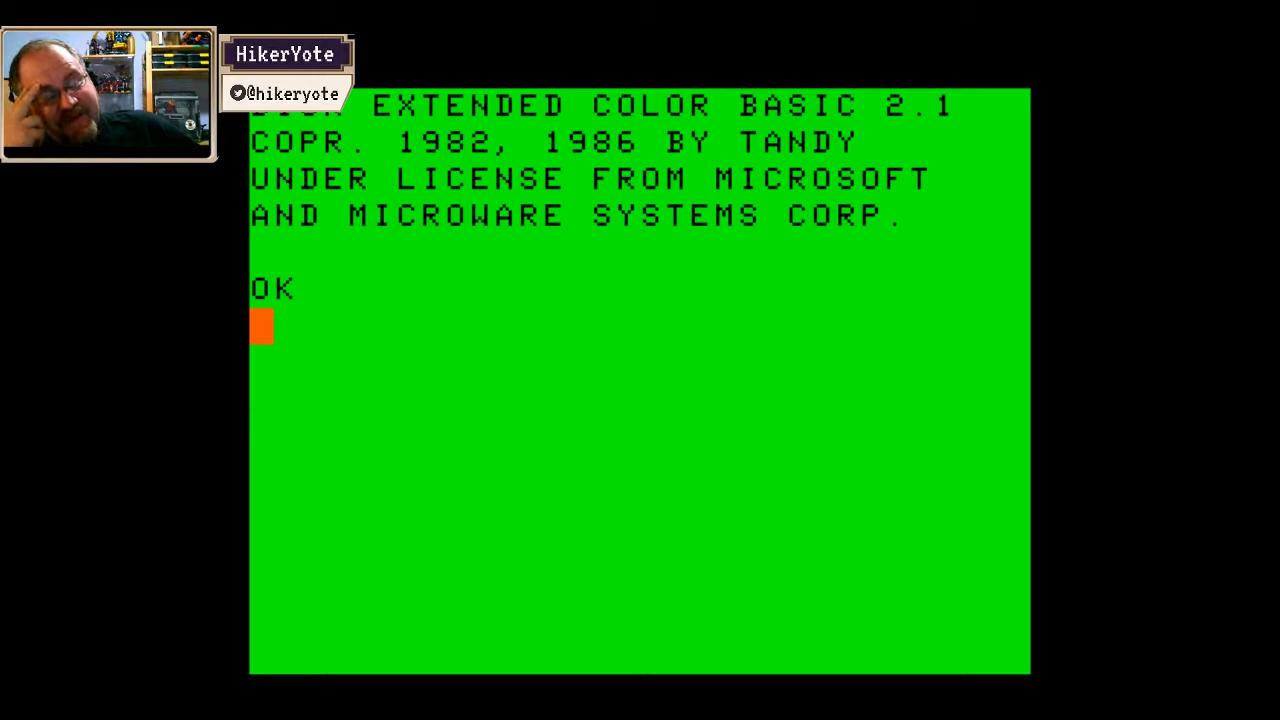 HikerYote
@hikeryote
EXTENDED COLOR BASIC 2.1
COPR. 1982, 1986 BY TANDY
UNDER LICENSE FROM MICROSOFT
AND MICROWARE SYSTEMS CORP.
OK